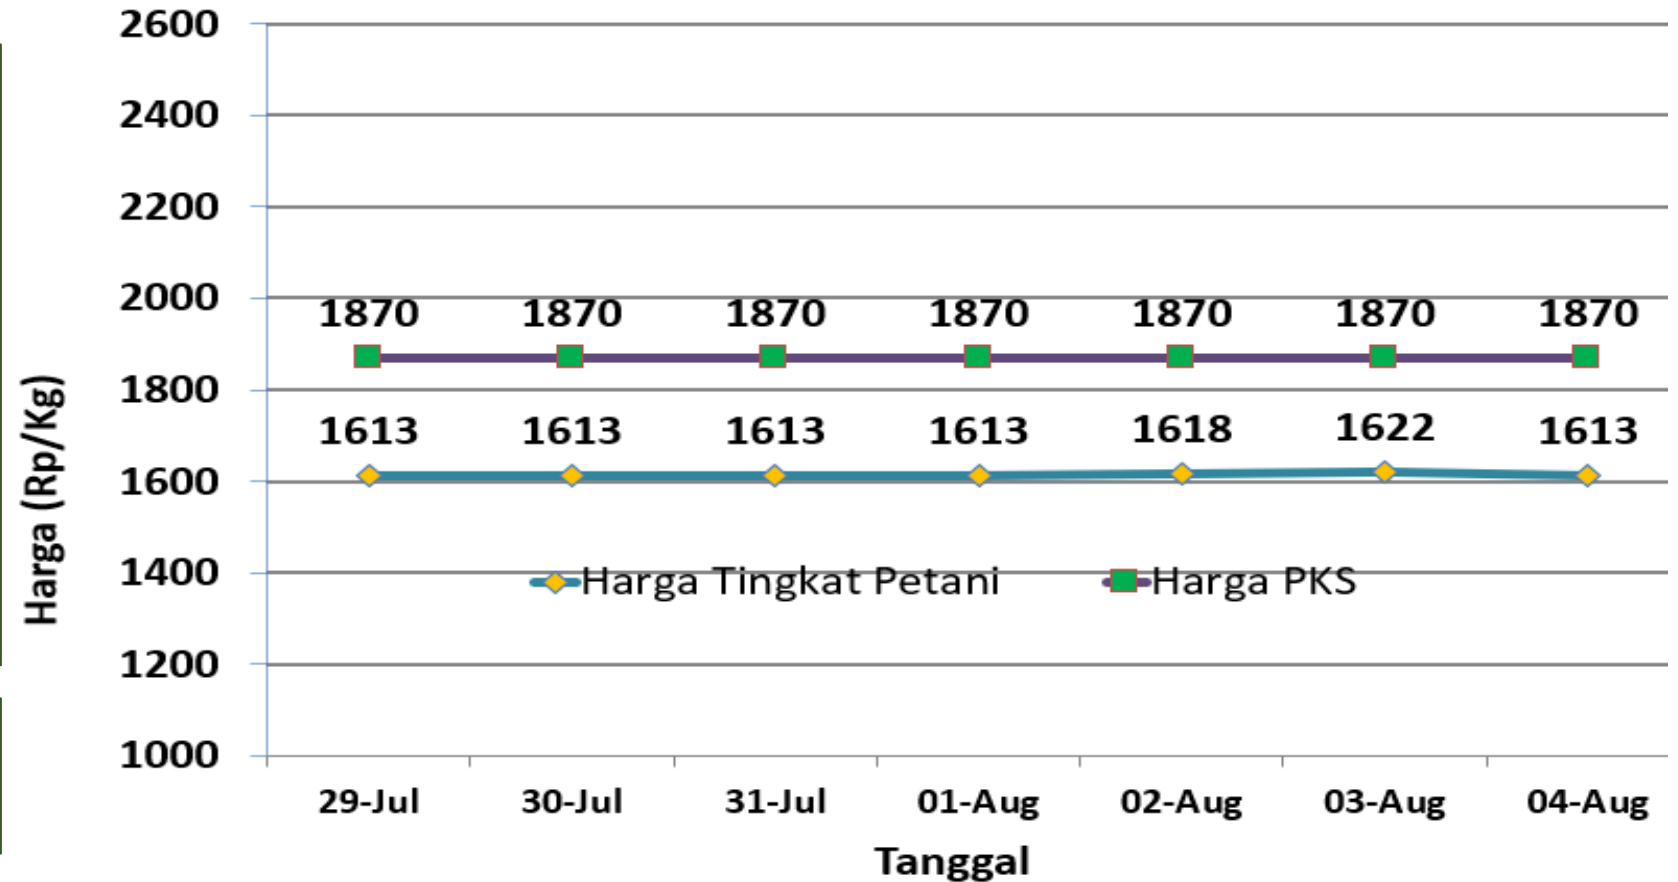 2600
2400
2200
2000
1870 1870 1870 1870 1870 1870 1870
1800
1613 1613 1613 1613 1618 1622 1613
1600
1400
Harga Tingkat Petani Harga PKS
1200
1000
Harga (Rp/Kg)
29-Jul 30-Jul 31-Jul 01-Aug 02-Aug 03-Aug 04-Aug
Tanggal